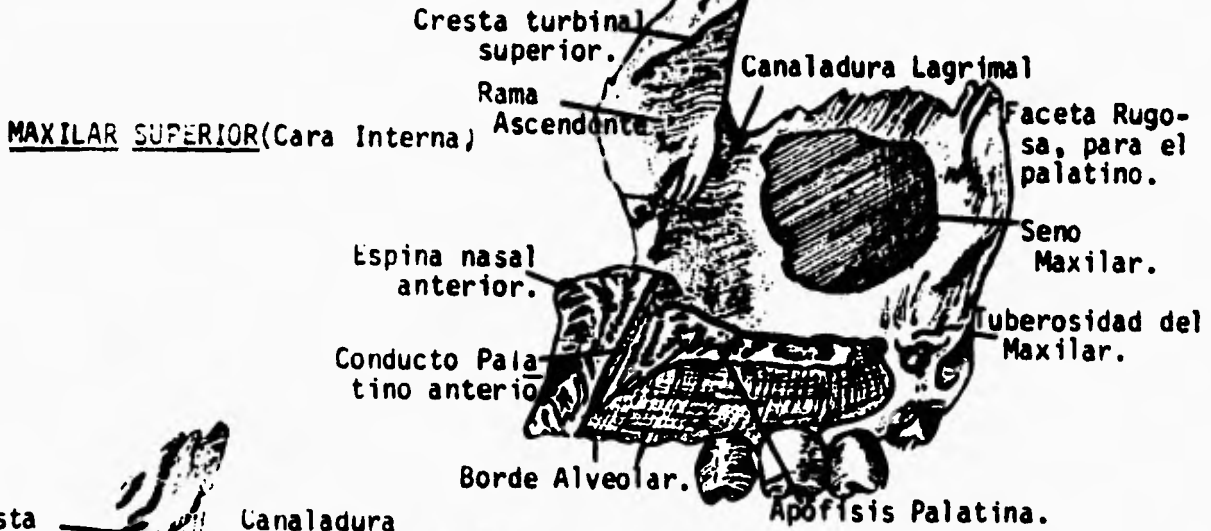 Cresta turbinal
superior.
Canaladura Lagrimal
Rama
Ascendente
MAXILAR SUPERIOR(Cara Interna)
Faceta Rugo-
sa, para el
palatino.
Seno
Maxilar.
Espina nasal
anterior.
Tuberosidad del
Maxilar.
Conducto Pala
tino anterio
Borde Alveolar.
Apófisis Palatina.
sta
Canaladura